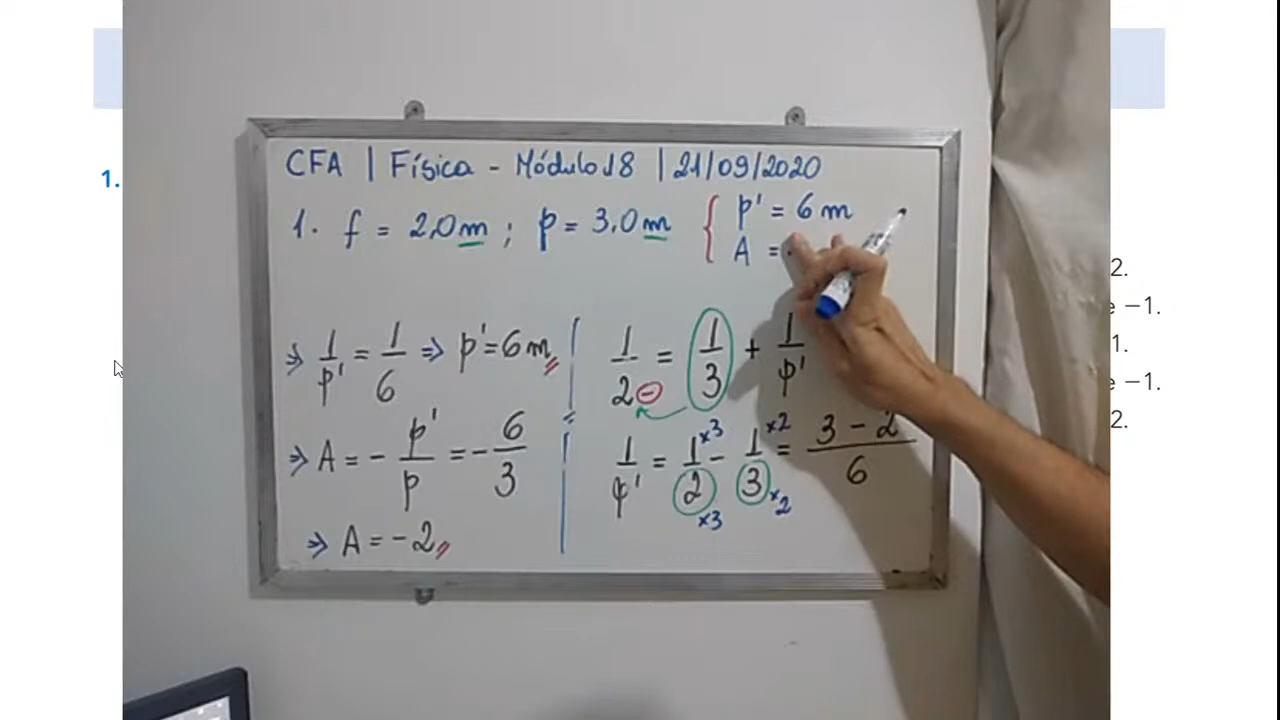 CFA | Física - Módulo 18 | 21/09/2020
1.
1. f = 2,0 m ; p = 3.0 m { p' = 6 m
A =
2.
e −1.
1.
e −1.
2.
⇒ 1/p' = 1/6 ⇒ p' = 6 m
1/2 = 1/3 + 1/p'
⇒ A = - p'/p = - 6/3
1/p' = 1/2 - 1/3 = 3 - 2/6
×3 ×2
×3 ×2
⇒ A = -2